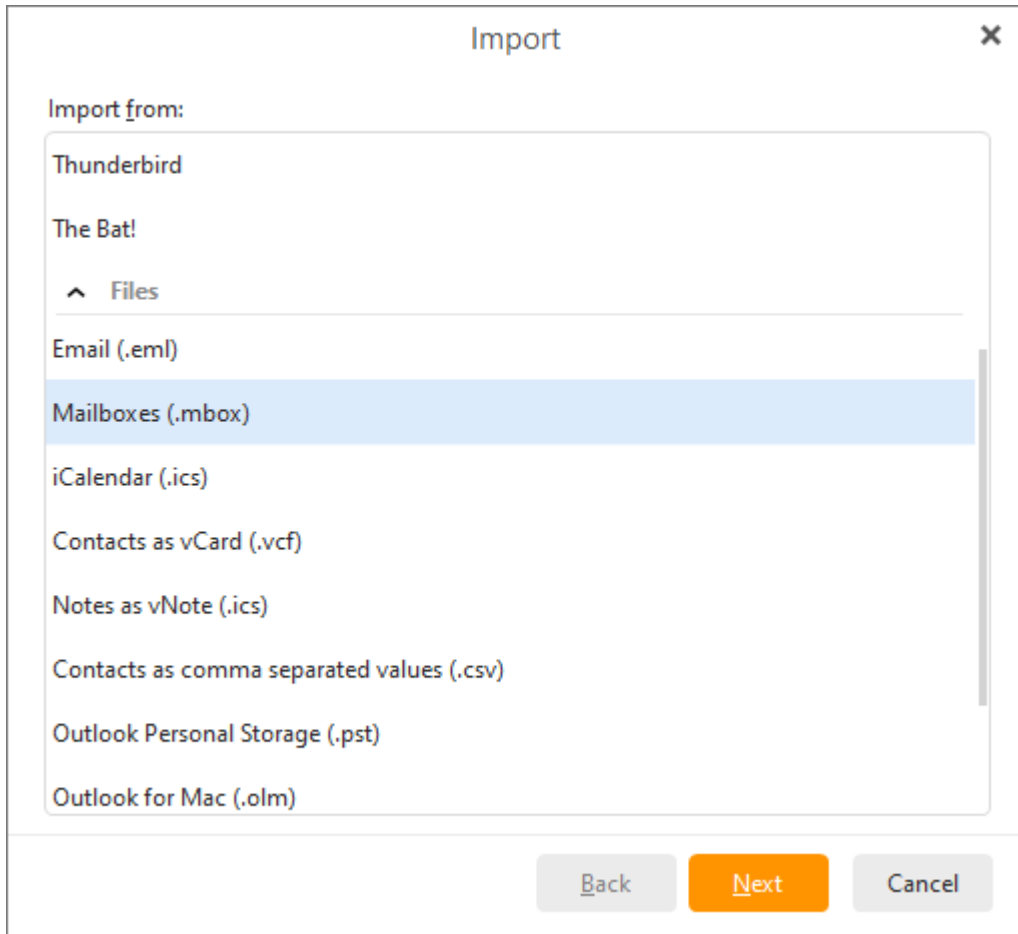 Import
Import from:
Thunderbird
The Bat!
Files
Email (.eml)
Mailboxes (.mbox)
iCalendar (.ics)
Contacts as vCard (.vcf)
Notes as vNote (.ics)
Contacts as comma separated values (.csv)
Outlook Personal Storage (.pst)
Outlook for Mac (.olm)
Back Next Cancel